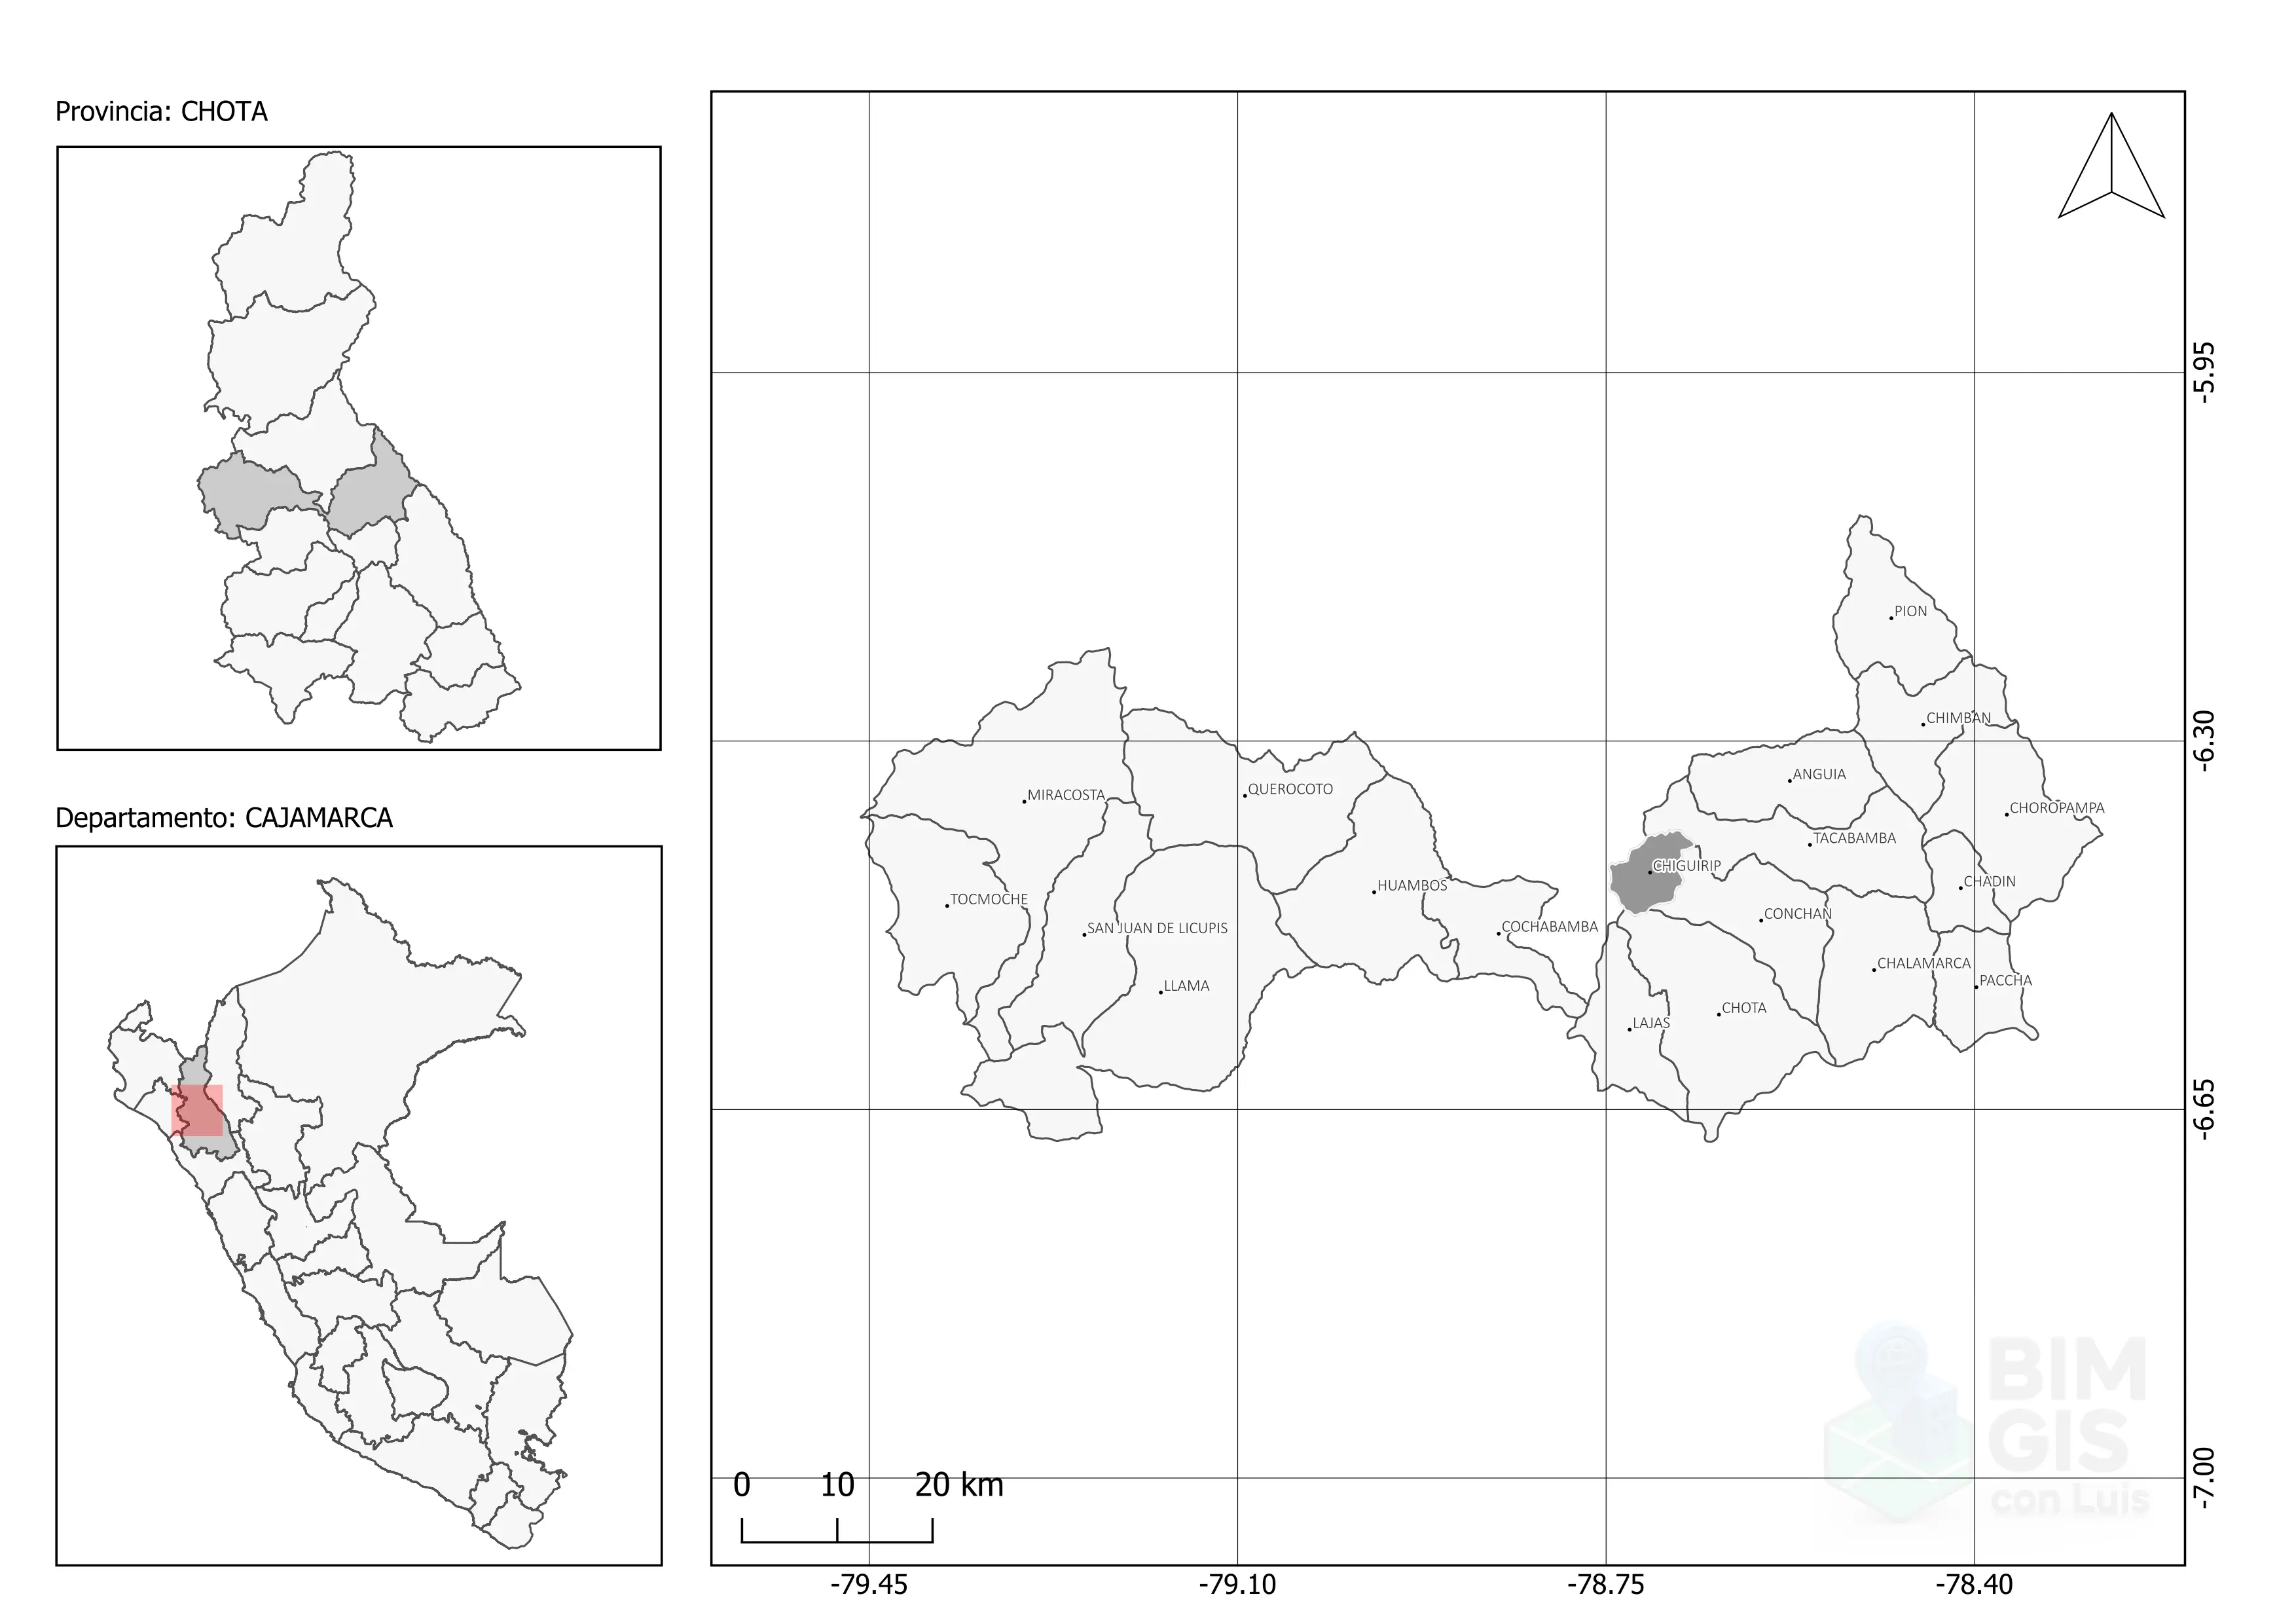 Provincia: CHOTA
Departamento: CAJAMARCA
PION
CHIMBAN
ANGUIA
MIRACOSTA
QUEROCOTO
CHOROPAMPA
TACABAMBA
CHIGUIRIP
CHADIN
HUAMBOS
TOCMOCHE
CONCHAN
SAN JUAN DE LICUPIS
COCHABAMBA
CHALAMARCA
PACCHA
LLAMA
CHOTA
LAJAS
-5.95
-6.30
-6.65
-7.00
BIM
GIS
con Luis
0 10 20 km
-79.45 -79.10 -78.75 -78.40